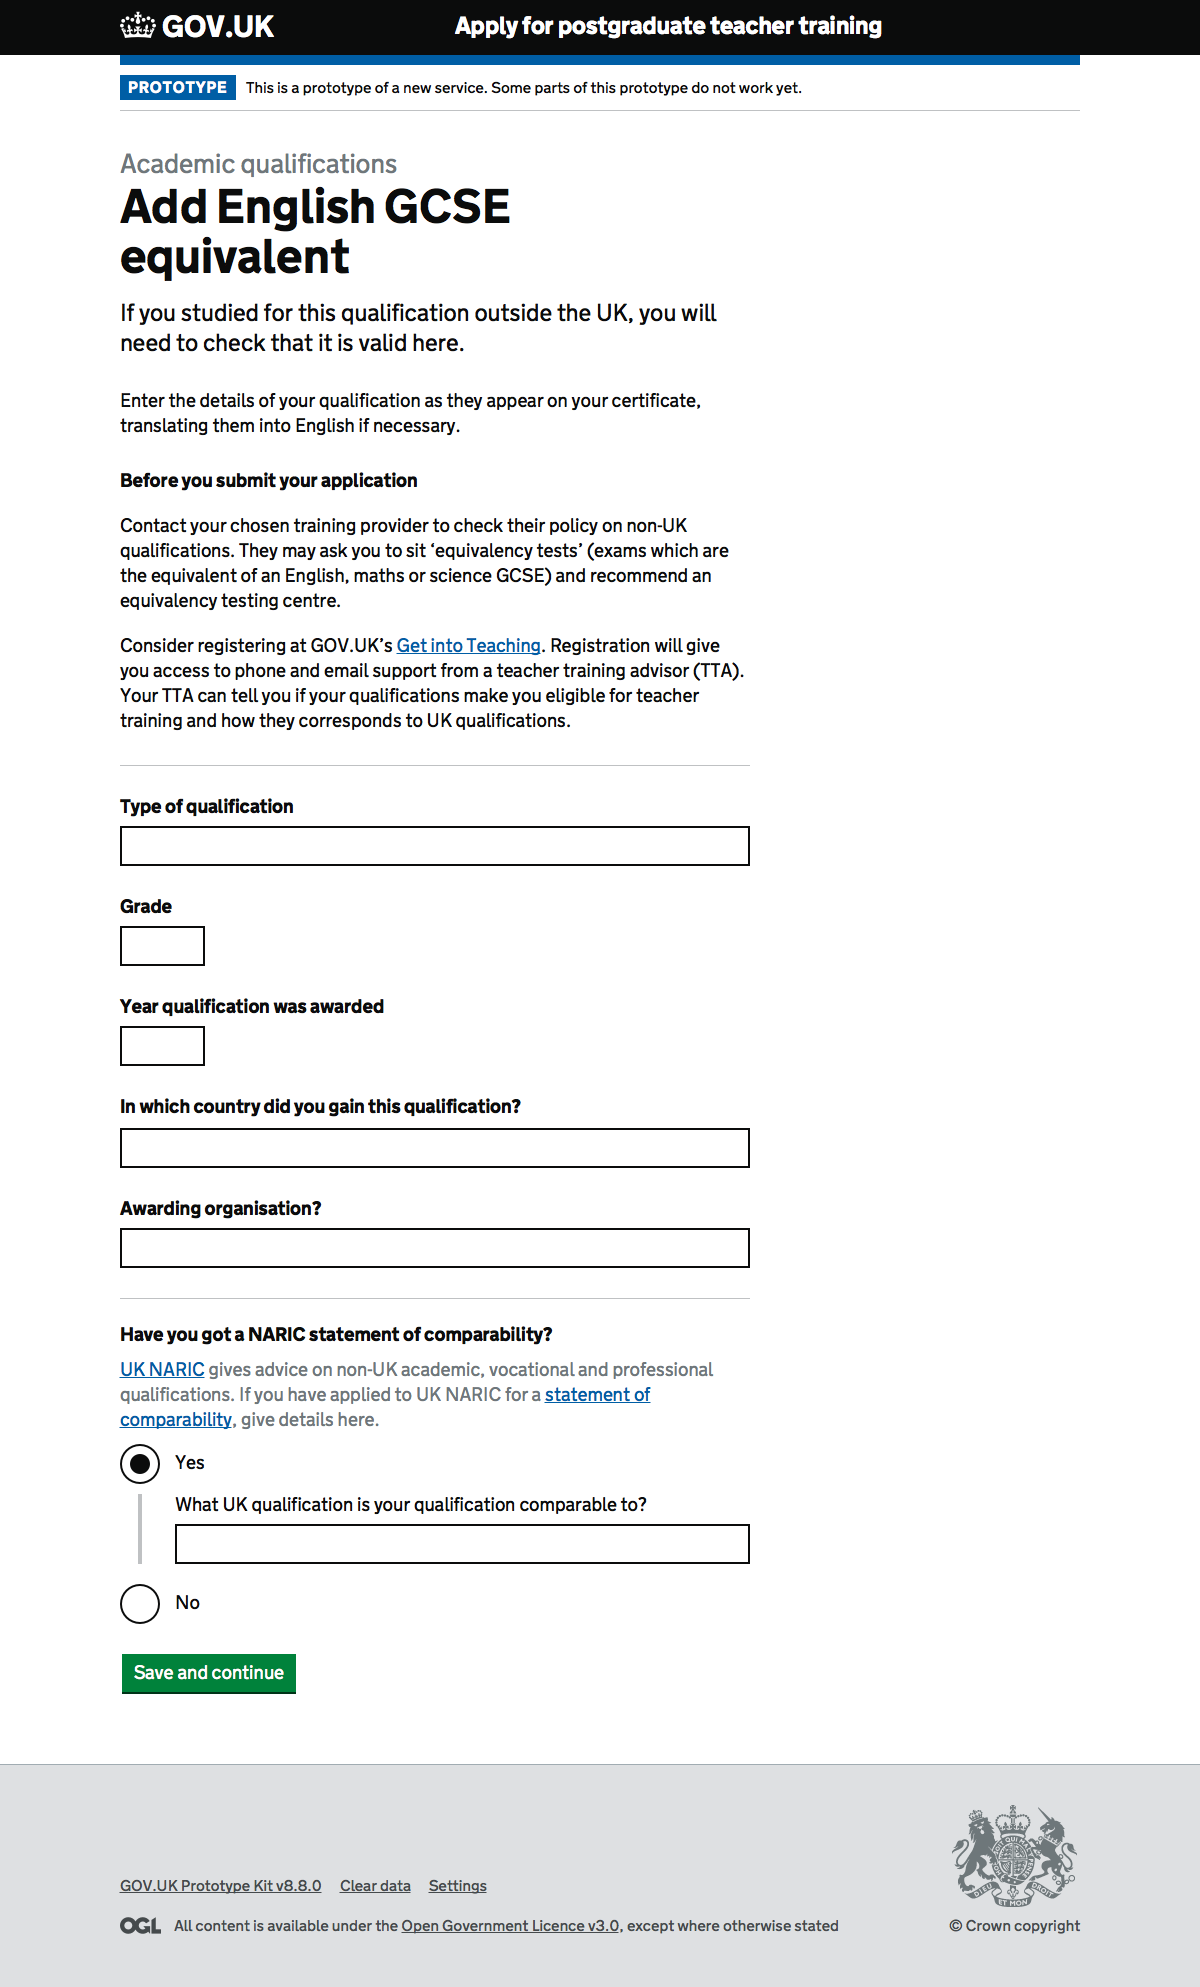 GOV.UK Apply for postgraduate teacher training
PROTOTYPE This is a prototype of a new service. Some parts of this prototype do not work yet.
Academic qualifications
Add English GCSE
equivalent
If you studied for this qualification outside the UK, you will
need to check that it is valid here.
Enter the details of your qualification as they appear on your certificate,
translating them into English if necessary.
Before you submit your application
Contact your chosen training provider to check their policy on non-UK
qualifications. They may ask you to sit ‘equivalency tests’ (exams which are
the equivalent of an English, maths or science GCSE) and recommend an
equivalency testing centre.
Consider registering at GOV.UK’s Get into Teaching. Registration will give
you access to phone and email support from a teacher training advisor (TTA).
Your TTA can tell you if your qualifications make you eligible for teacher
training and how they corresponds to UK qualifications.
Type of qualification
Grade
Year qualification was awarded
In which country did you gain this qualification?
Awarding organisation?
Have you got a NARIC statement of comparability?
UK NARIC gives advice on non-UK academic, vocational and professional
qualifications. If you have applied to UK NARIC for a statement of
comparability, give details here.
Yes
What UK qualification is your qualification comparable to?
No
Save and continue
GOV.UK Prototype Kit v8.8.0 Clear data Settings
OGL All content is available under the Open Government Licence v3.0, except where otherwise stated
DIEU ET MON DROIT
© Crown copyright